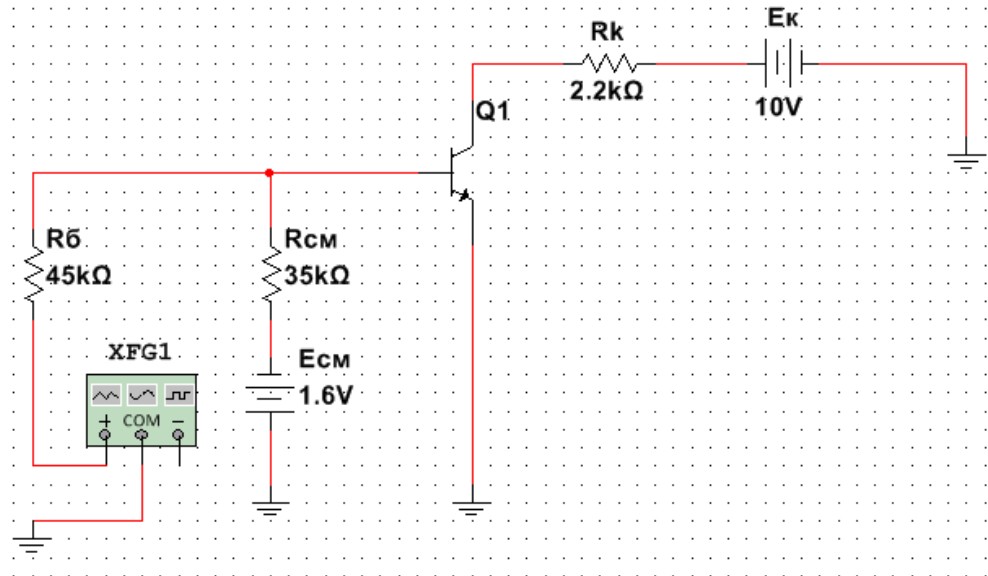 Eк
Rk
2.2kΩ
10V
Q1
Rб
45kΩ
Rсм
35kΩ
XFG1
Eсм
1.6V
+ COM −